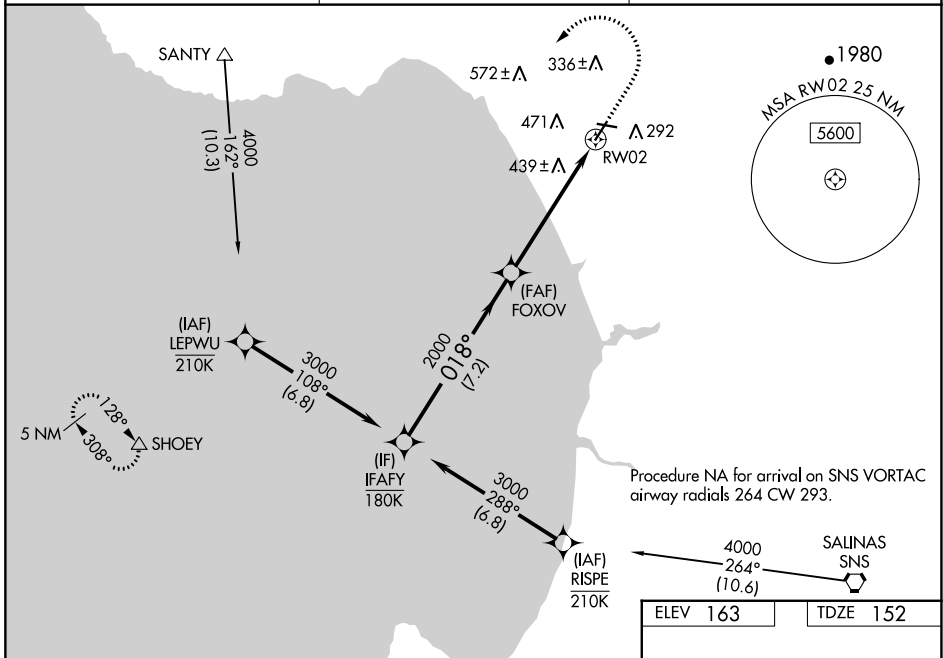 SANTY
4000
162°
(10.3)
572±
336±
471
292
439±
RW02
1980
MSA RW02 25 NM
5600
(FAF)
FOXOV
2000
018°
(7.2)
(IAF)
LEPWU
210K
3000
108°
(6.8)
5 NM
128°
308°
SHOEY
(IF)
IFAFY
180K
3000
288°
(6.8)
Procedure NA for arrival on SNS VORTAC
airway radials 264 CW 293.
(IAF)
RISPE
210K
4000
264°
(10.6)
SALINAS
SNS
ELEV 163
TDZE 152